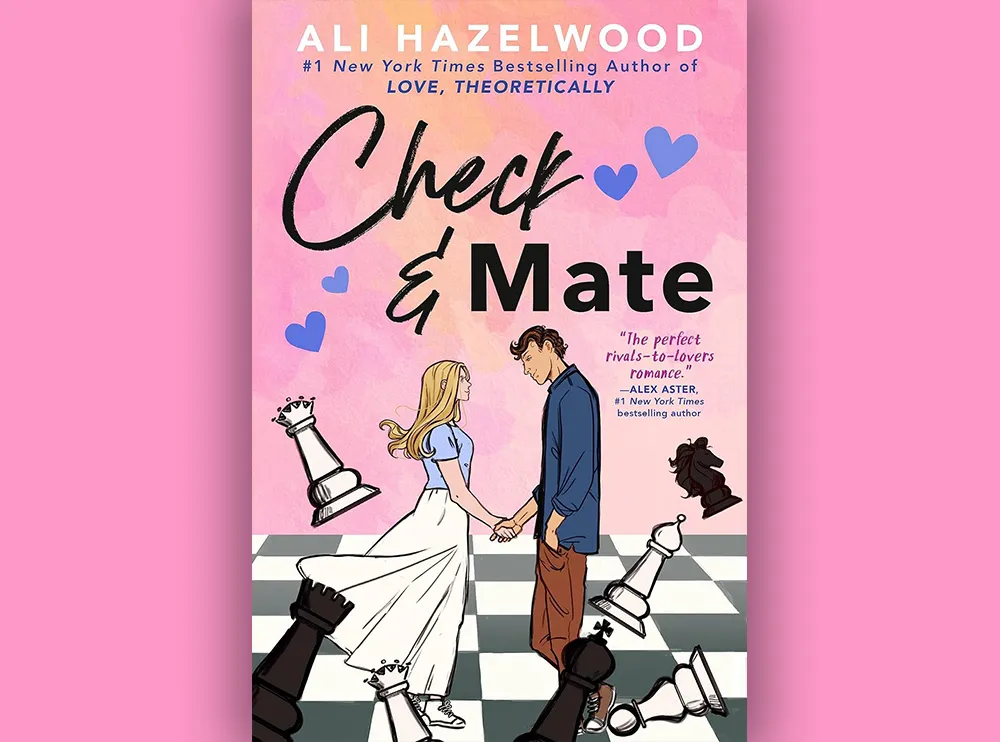 ALI HAZELWOOD
#1 New York Times Bestselling Author of
LOVE, THEORETICALLY
Check
& Mate
“The perfect
rivals-to-lovers
romance.”
—ALEX ASTER,
#1 New York Times
bestselling author